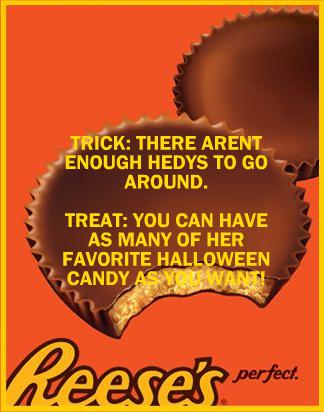 TRICK: THERE ARENT
ENOUGH HEDYS TO GO
AROUND.
TREAT: YOU CAN HAVE
AS MANY OF HER
FAVORITE HALLOWEEN
CANDY AS YOU WANT!
Reese's® perfect.